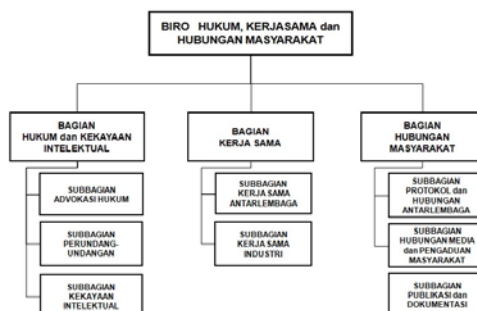 BIRO HUKUM, KERJASAMA dan
HUBUNGAN MASYARAKAT
BAGIAN
HUKUM dan KEKAYAAN
INTELEKTUAL
BAGIAN
KERJA SAMA
BAGIAN
HUBUNGAN
MASYARAKAT
SUBBAGIAN
ADVOKASI HUKUM
SUBBAGIAN
PERUNDANG-
UNDANGAN
SUBBAGIAN
KEKAYAAN
INTELEKTUAL
SUBBAGIAN
KERJA SAMA
ANTARLEMBAGA
SUBBAGIAN
KERJA SAMA
INDUSTRI
SUBBAGIAN
PROTOKOL dan
HUBUNGAN
ANTARLEMBAGA
SUBBAGIAN
HUBUNGAN MEDIA
dan PENGADUAN
MASYARAKAT
SUBBAGIAN
PUBLIKASI dan
DOKUMENTASI